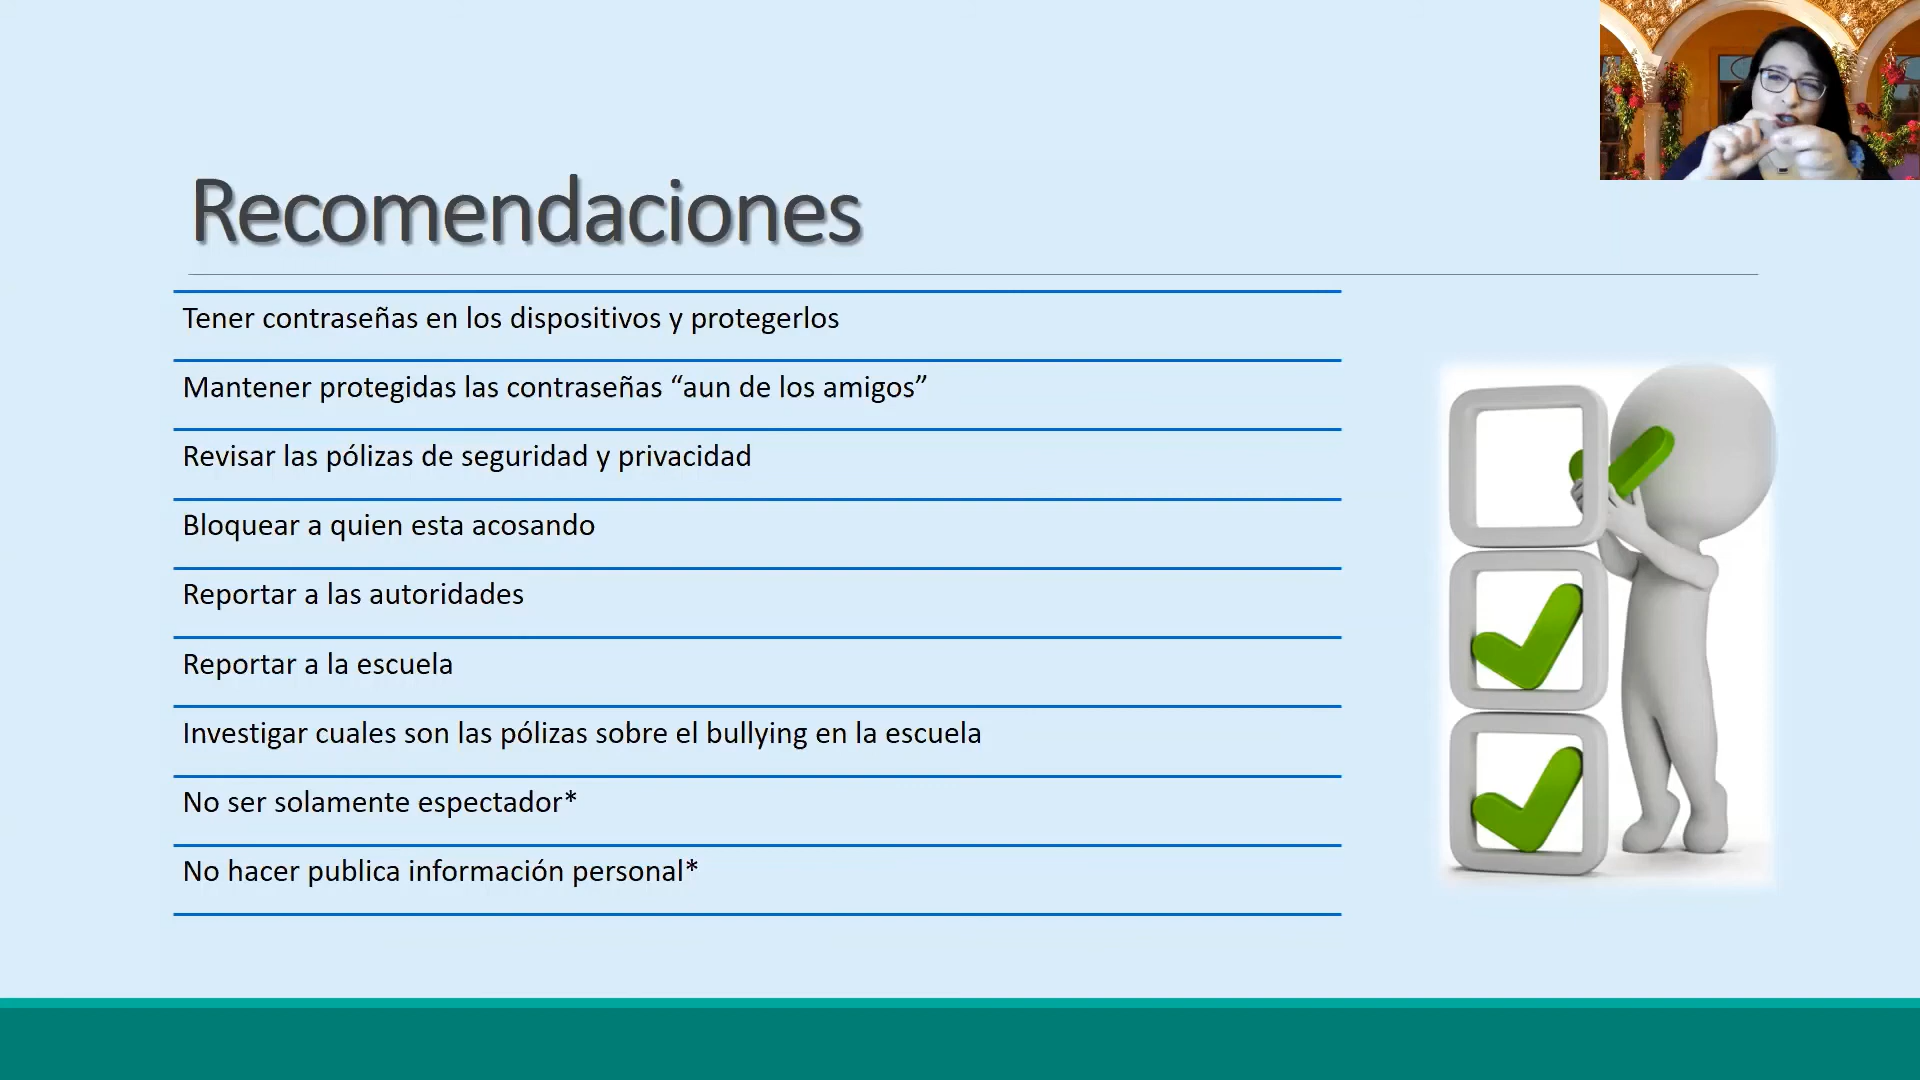 Recomendaciones
Tener contraseñas en los dispositivos y protegerlos
Mantener protegidas las contraseñas “aun de los amigos”
Revisar las pólizas de seguridad y privacidad
Bloquear a quien esta acosando
Reportar a las autoridades
Reportar a la escuela
Investigar cuales son las pólizas sobre el bullying en la escuela
No ser solamente espectador*
No hacer publica información personal*